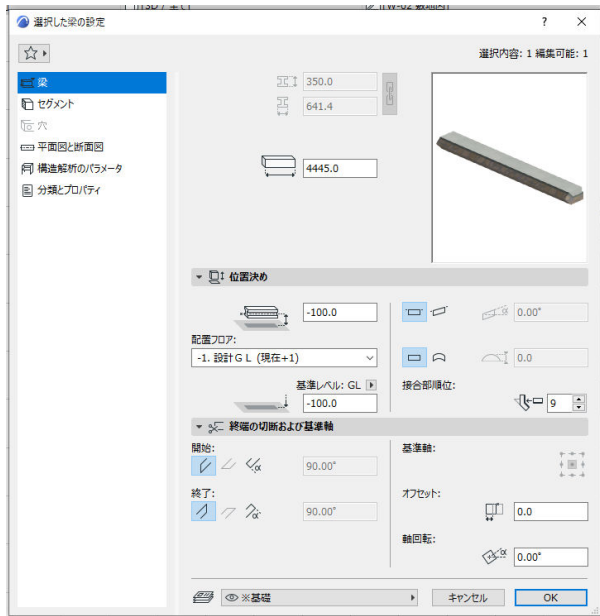 選択した梁の設定
?
選択内容: 1 編集可能: 1
梁
セグメント
穴
平面図と断面図
構造解析のパラメータ
分類とプロパティ
350.0
641.4
4445.0
位置決め
-100.0
0.00°
配置フロア:
-1. 設計ＧＬ (現在+1)
0.0
基準レベル: GL
接合部順位:
-100.0
9
終端の切断および基準軸
開始:
基準軸:
α
90.00°
終了:
オフセット:
α
90.00°
0.0
軸回転:
α
0.00°
※基礎
キャンセル
OK